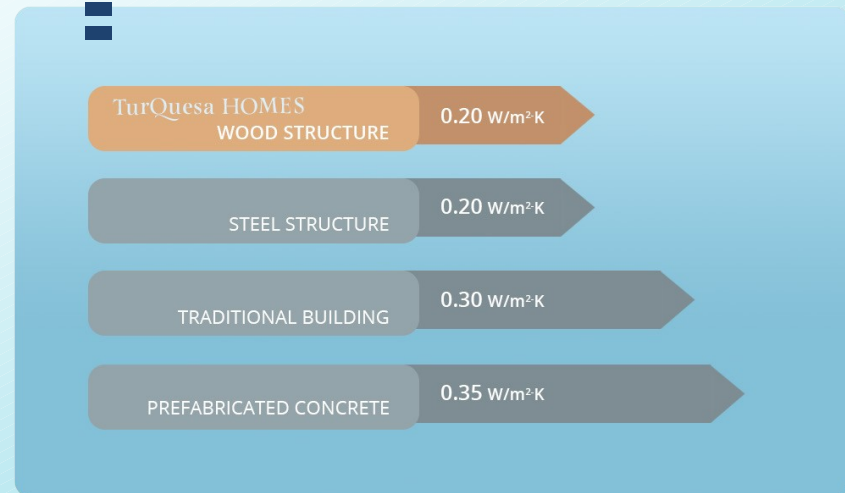 TurQuesa HOMES
WOOD STRUCTURE
0.20 W/m²·K
STEEL STRUCTURE
0.20 W/m²·K
TRADITIONAL BUILDING
0.30 W/m²·K
PREFABRICATED CONCRETE
0.35 W/m²·K